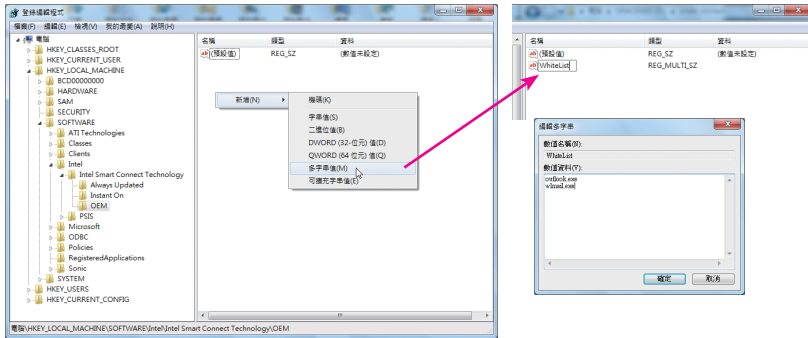 登錄編輯程式
檔案(F) 編輯(E) 檢視(V) 我的最愛(A) 說明(H)
電腦
HKEY_CLASSES_ROOT
HKEY_CURRENT_USER
HKEY_LOCAL_MACHINE
BCD00000000
HARDWARE
SAM
SECURITY
SOFTWARE
ATI Technologies
Classes
Clients
Intel
Intel Smart Connect Technology
Always Updated
Instant On
OEM
PSIS
Microsoft
ODBC
Policies
RegisteredApplications
Sonic
SYSTEM
HKEY_USERS
HKEY_CURRENT_CONFIG
名稱 類型 資料
(預設值) REG_SZ (數值未設定)
新增(N)
機碼(K)
字串值(S)
二進位值(B)
DWORD (32-位元) 值(D)
QWORD (64 位元) 值(Q)
多字串值(M)
可擴充字串值(E)
電腦\HKEY_LOCAL_MACHINE\SOFTWARE\Intel\Intel Smart Connect Technology\OEM
名稱 類型 資料
(預設值) REG_SZ (數值未設定)
WhiteList REG_MULTI_SZ
編輯多字串
數值名稱(N):
WhiteList
數值資料(V):
outlook.exe
wlmail.exe
確定 取消